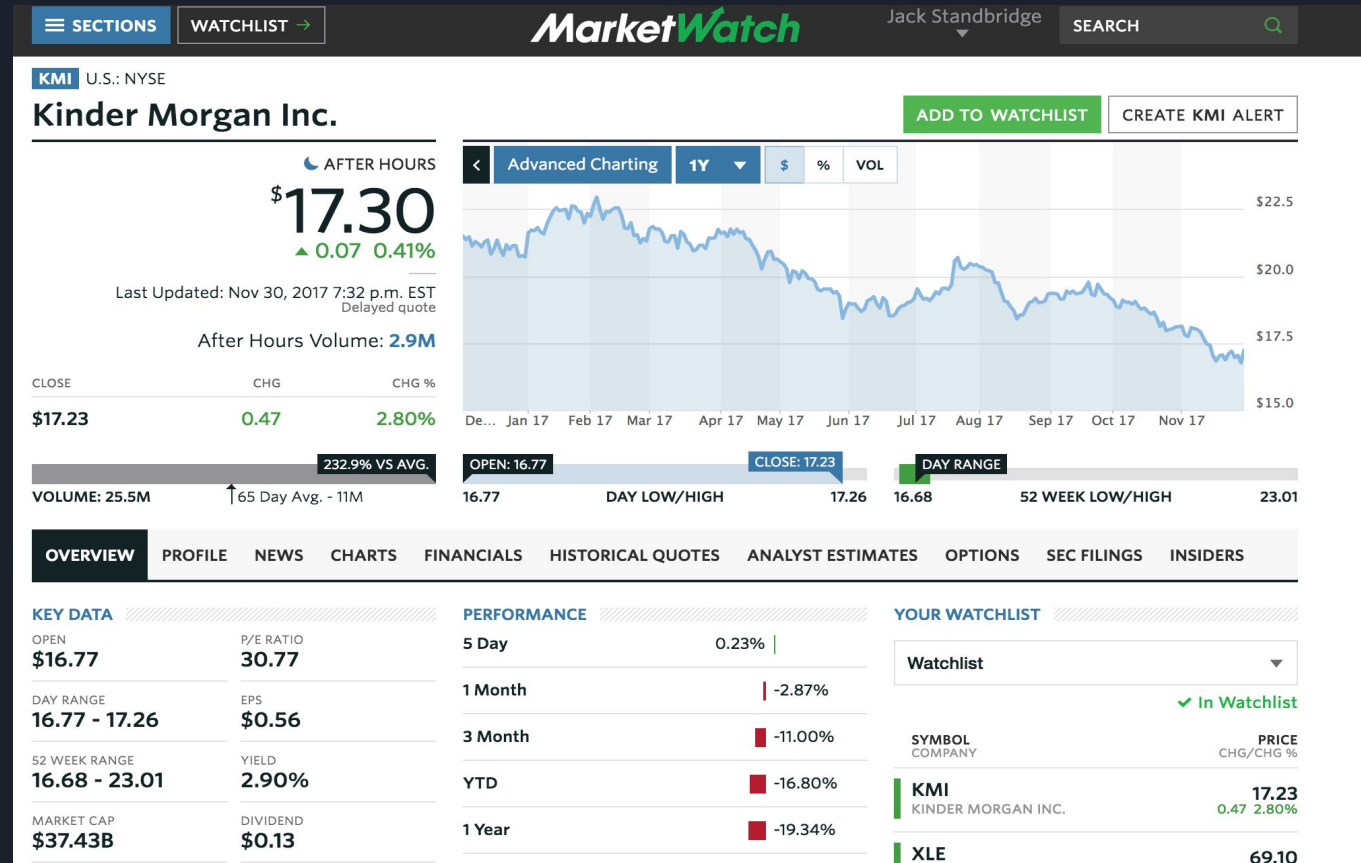 SECTIONS
WATCHLIST →
MarketWatch
Jack Standbridge
SEARCH
KMI U.S.: NYSE
Kinder Morgan Inc.
ADD TO WATCHLIST
CREATE KMI ALERT
AFTER HOURS
$17.30
0.07 0.41%
Last Updated: Nov 30, 2017 7:32 p.m. EST
Delayed quote
After Hours Volume: 2.9M
CLOSE CHG CHG %
$17.23 0.47 2.80%
Advanced Charting 1Y $ % VOL
$22.5
$20.0
$17.5
$15.0
De... Jan 17 Feb 17 Mar 17 Apr 17 May 17 Jun 17 Jul 17 Aug 17 Sep 17 Oct 17 Nov 17
232.9% VS AVG.
VOLUME: 25.5M 65 Day Avg. - 11M
OPEN: 16.77 CLOSE: 17.23
16.77 DAY LOW/HIGH 17.26
DAY RANGE
16.68 52 WEEK LOW/HIGH 23.01
OVERVIEW PROFILE NEWS CHARTS FINANCIALS HISTORICAL QUOTES ANALYST ESTIMATES OPTIONS SEC FILINGS INSIDERS
KEY DATA
OPEN P/E RATIO
$16.77 30.77
DAY RANGE EPS
16.77 - 17.26 $0.56
52 WEEK RANGE YIELD
16.68 - 23.01 2.90%
MARKET CAP DIVIDEND
$37.43B $0.13
PERFORMANCE
5 Day 0.23%
1 Month -2.87%
3 Month -11.00%
YTD -16.80%
1 Year -19.34%
YOUR WATCHLIST
Watchlist
In Watchlist
SYMBOL PRICE
COMPANY CHG/CHG %
KMI 17.23
KINDER MORGAN INC. 0.47 2.80%
XLE 69.10